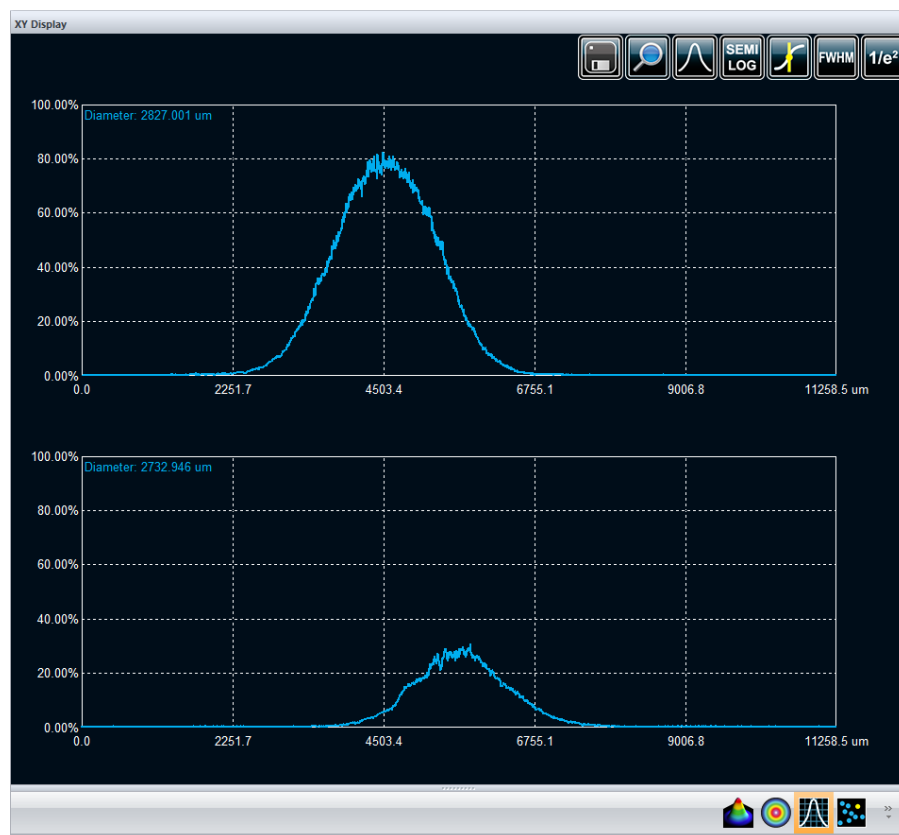 XY Display
SEMI LOG
FWHM
1/e²
100.00%
Diameter: 2827.001 um
80.00%
60.00%
40.00%
20.00%
0.00%
0.0 2251.7 4503.4 6755.1 9006.8 11258.5 um
100.00%
Diameter: 2732.946 um
80.00%
60.00%
40.00%
20.00%
0.00%
0.0 2251.7 4503.4 6755.1 9006.8 11258.5 um